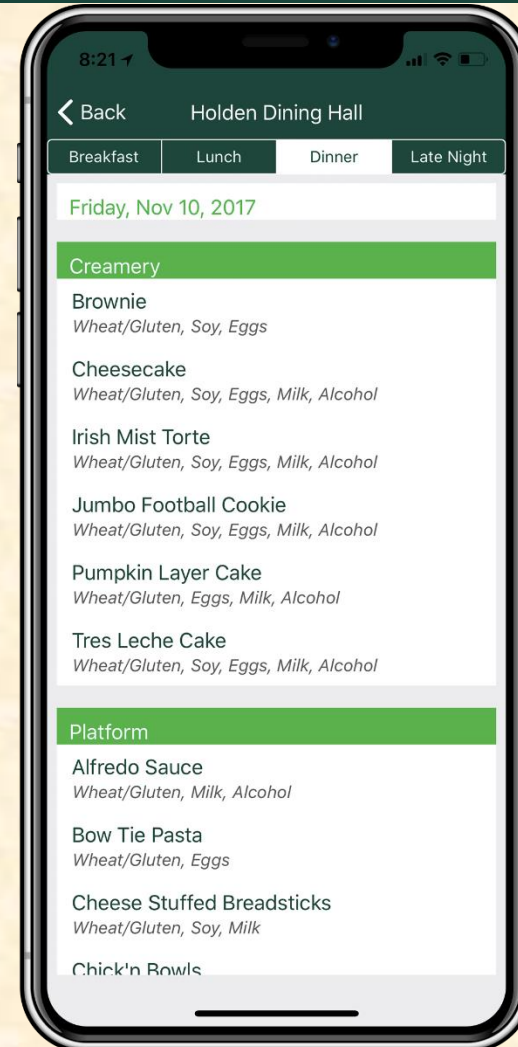 8:21
Back Holden Dining Hall
Breakfast Lunch Dinner Late Night
Friday, Nov 10, 2017
Creamery
Brownie
Wheat/Gluten, Soy, Eggs
Cheesecake
Wheat/Gluten, Soy, Eggs, Milk, Alcohol
Irish Mist Torte
Wheat/Gluten, Soy, Eggs, Milk, Alcohol
Jumbo Football Cookie
Wheat/Gluten, Soy, Eggs, Milk, Alcohol
Pumpkin Layer Cake
Wheat/Gluten, Eggs, Milk, Alcohol
Tres Leche Cake
Wheat/Gluten, Soy, Eggs, Milk, Alcohol
Platform
Alfredo Sauce
Wheat/Gluten, Milk, Alcohol
Bow Tie Pasta
Wheat/Gluten, Eggs
Cheese Stuffed Breadsticks
Wheat/Gluten, Soy, Milk
Chick'n Bowls